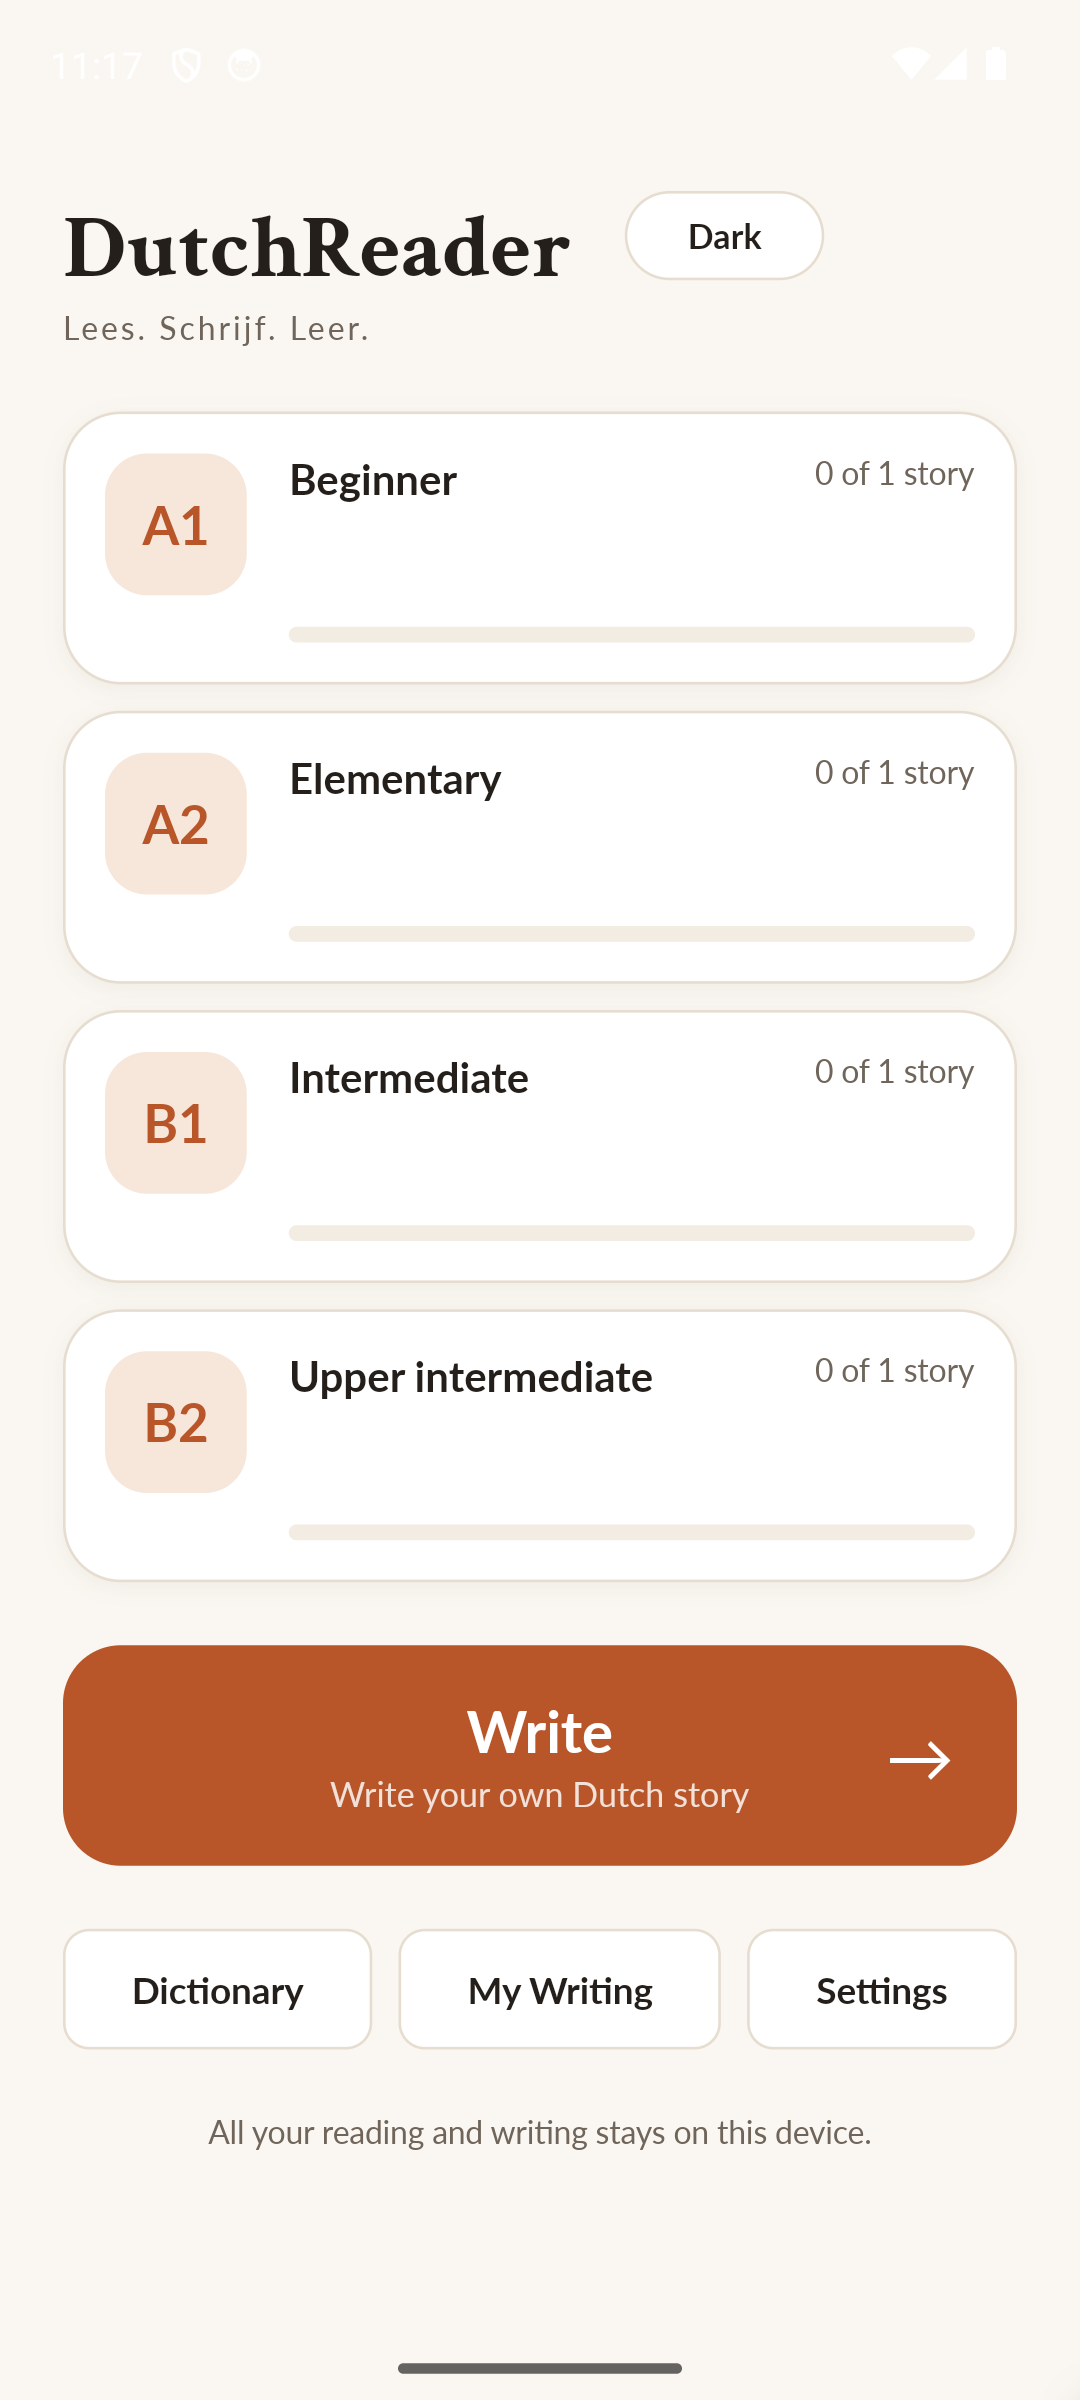 11:17
DutchReader
Dark
Lees. Schrijf. Leer.
A1
Beginner
0 of 1 story
A2
Elementary
0 of 1 story
B1
Intermediate
0 of 1 story
B2
Upper intermediate
0 of 1 story
Write
Write your own Dutch story
Dictionary
My Writing
Settings
All your reading and writing stays on this device.